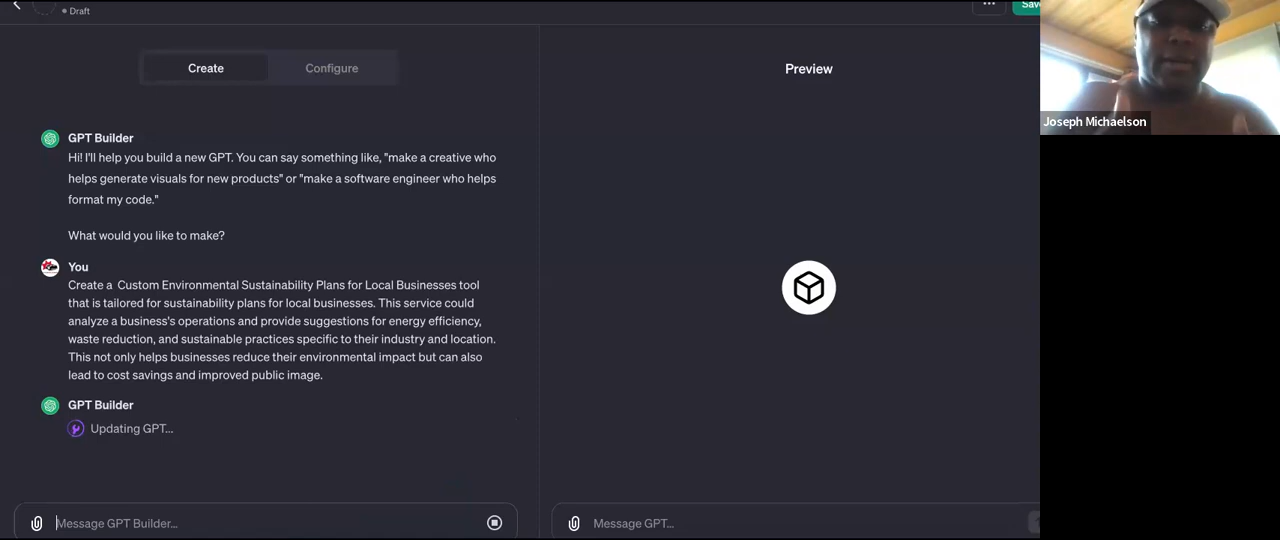 Draft
Save
Create
Configure
Preview
GPT Builder
Hi! I'll help you build a new GPT. You can say something like, "make a creative who
helps generate visuals for new products" or "make a software engineer who helps
format my code."
What would you like to make?
You
Create a  Custom Environmental Sustainability Plans for Local Businesses tool
that is tailored for sustainability plans for local businesses. This service could
analyze a business's operations and provide suggestions for energy efficiency,
waste reduction, and sustainable practices specific to their industry and location.
This not only helps businesses reduce their environmental impact but can also
lead to cost savings and improved public image.
GPT Builder
Updating GPT...
Message GPT Builder...
Message GPT...
Joseph Michaelson